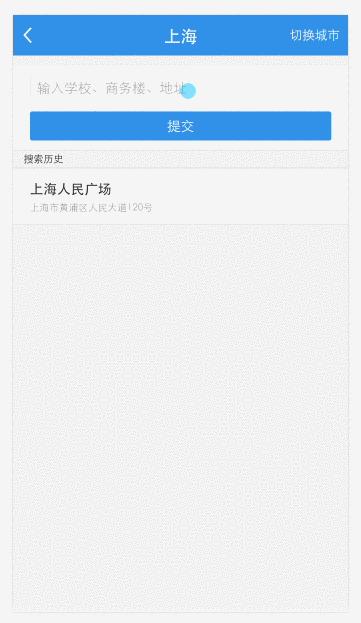 上海
切换城市
输入学校、商务楼、地址
提交
搜索历史
上海人民广场
上海市黄浦区人民大道120号